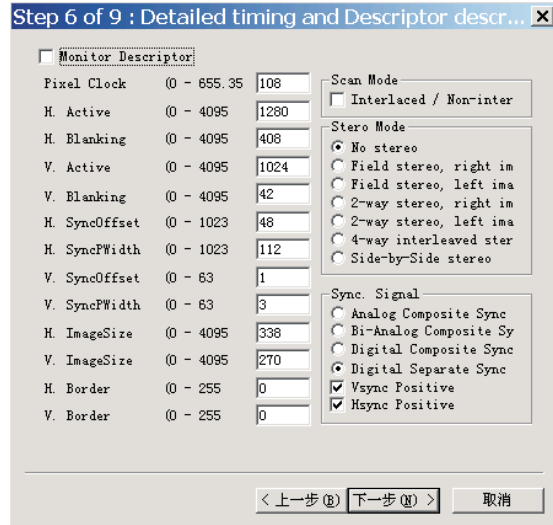 Step 6 of 9 : Detailed timing and Descriptor descr...
Monitor Descriptor
Pixel Clock (0 - 655.35 108
H. Active (0 - 4095 1280
H. Blanking (0 - 4095 408
V. Active (0 - 4095 1024
V. Blanking (0 - 4095 42
H. SyncOffset (0 - 1023 48
H. SyncPWidth (0 - 1023 112
V. SyncOffset (0 - 63 1
V. SyncPWidth (0 - 63 3
H. ImageSize (0 - 4095 338
V. ImageSize (0 - 4095 270
H. Border (0 - 255 0
V. Border (0 - 255 0
Scan Mode
Interlaced / Non-inter
Stero Mode
No stereo
Field stereo, right im
Field stereo, left ima
2-way stereo, right im
2-way stereo, left ima
4-way interleaved ster
Side-by-Side stereo
Sync. Signal
Analog Composite Sync
Bi-Analog Composite Sy
Digital Composite Sync
Digital Separate Sync
Vsync Positive
Hsync Positive
< 上一步(B) 下一步(N) > 取消